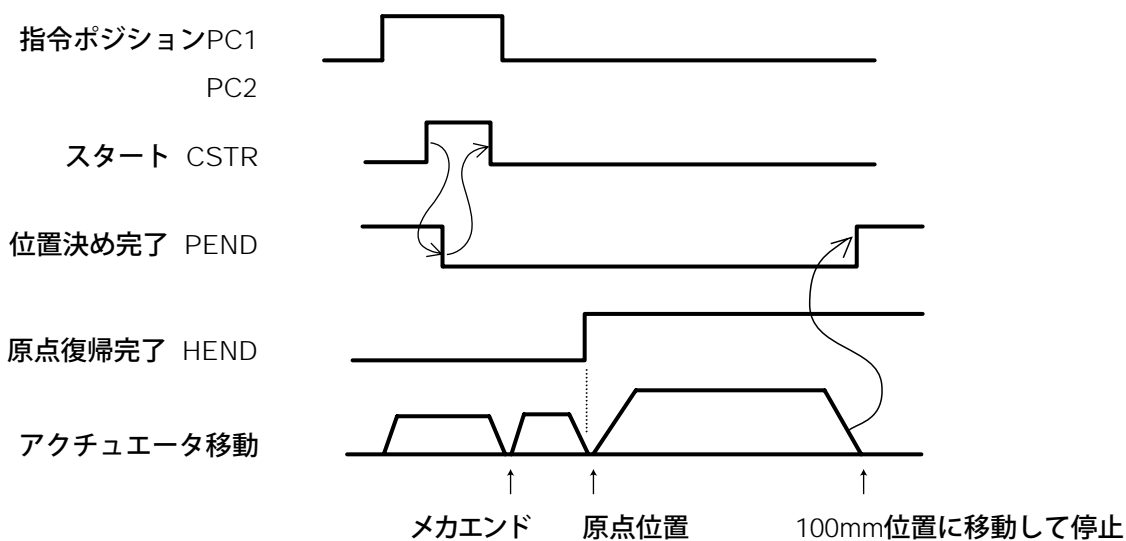 指令ポジションPC1
PC2
スタート CSTR
位置決め完了 PEND
原点復帰完了 HEND
アクチュエータ移動
メカエンド 原点位置 100mm位置に移動して停止